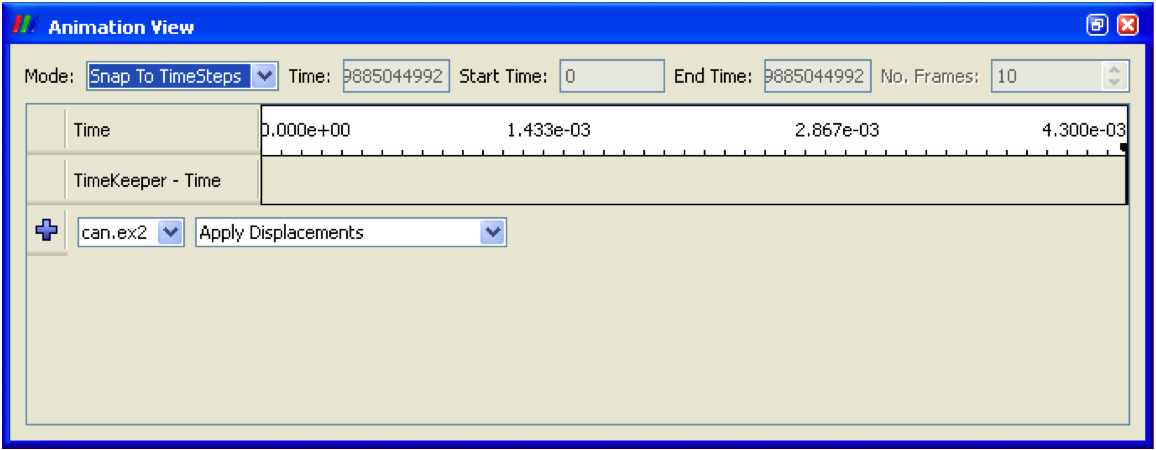 Animation View
Mode: Snap To TimeSteps Time: 9885044992 Start Time: 0 End Time: 9885044992 No. Frames: 10
Time 0.000e+00 1.433e-03 2.867e-03 4.300e-03
TimeKeeper - Time
can.ex2 Apply Displacements